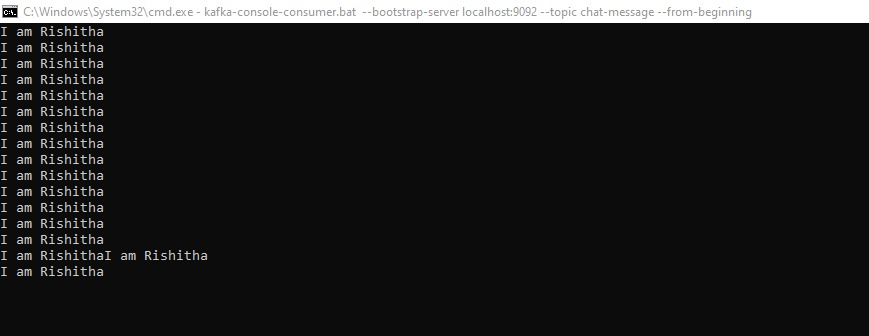 C:\Windows\System32\cmd.exe - kafka-console-consumer.bat --bootstrap-server localhost:9092 --topic chat-message --from-beginning
I am Rishitha
I am Rishitha
I am Rishitha
I am Rishitha
I am Rishitha
I am Rishitha
I am Rishitha
I am Rishitha
I am Rishitha
I am Rishitha
I am Rishitha
I am Rishitha
I am Rishitha
I am Rishitha
I am RishithaI am Rishitha
I am Rishitha